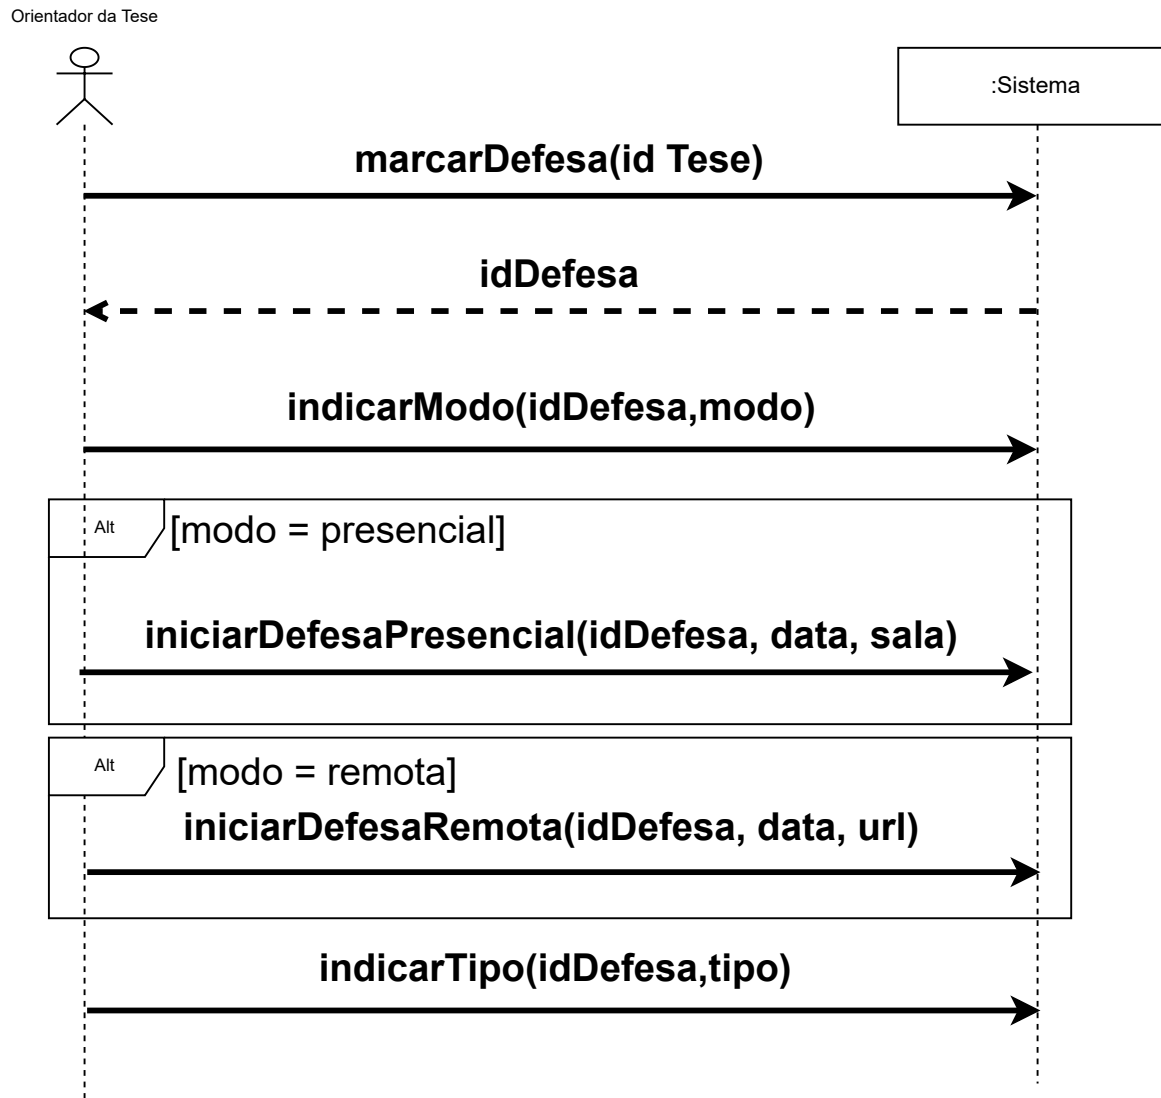 Orientador da Tese
:Sistema
marcarDefesa(id Tese)
idDefesa
indicarModo(idDefesa,modo)
Alt
[modo = presencial]
iniciarDefesaPresencial(idDefesa, data, sala)
Alt
[modo = remota]
iniciarDefesaRemota(idDefesa, data, url)
indicarTipo(idDefesa,tipo)